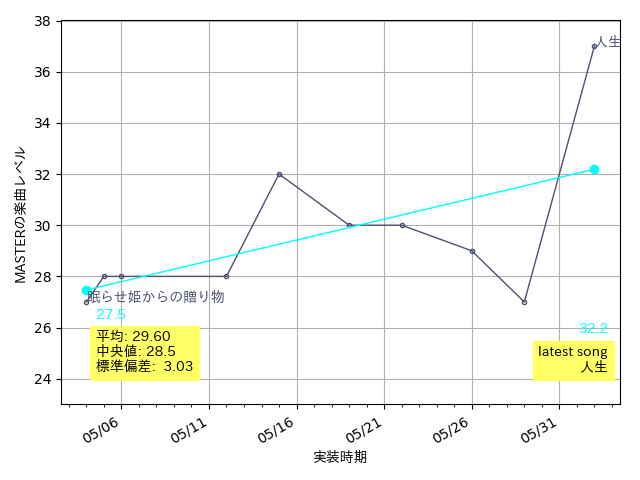 38
36
34
32
30
28
26
24
MASTERの楽曲レベル
人生
眠らせ姫からの贈り物
27.5
平均: 29.60
中央値: 28.5
標準偏差: 3.03
32.2
latest song
人生
05/06
05/11
05/16
05/21
05/26
05/31
実装時期